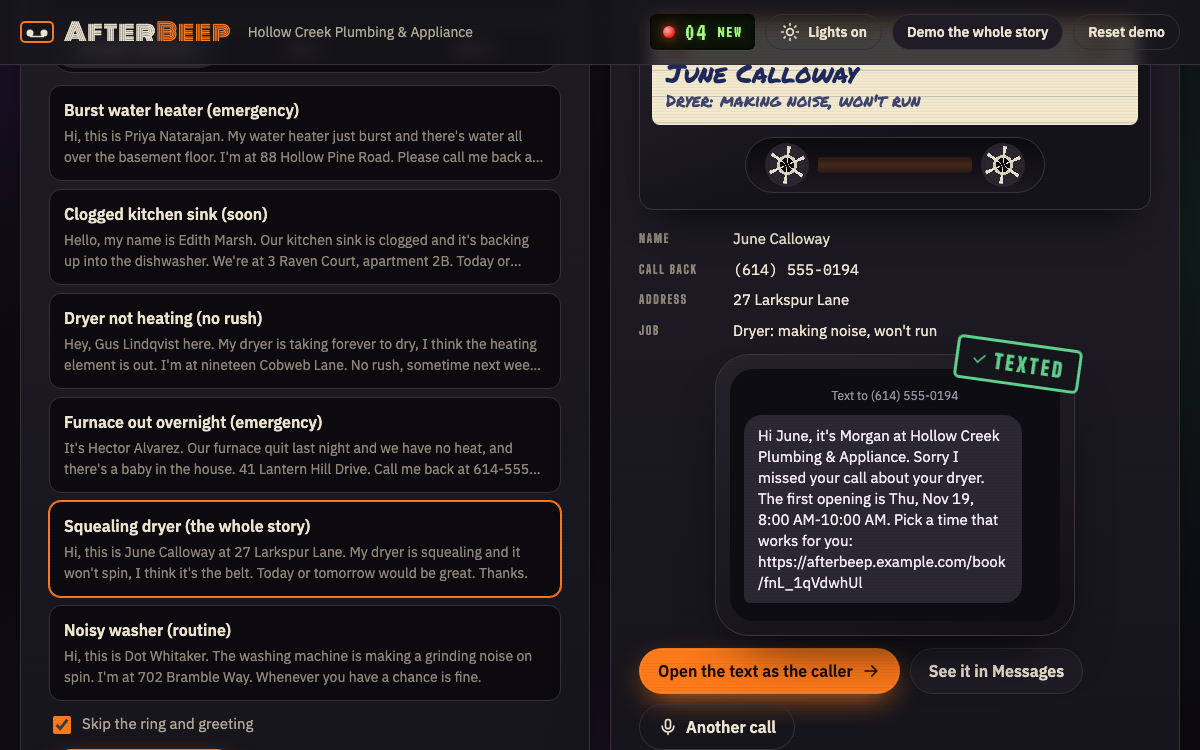 AFTERBEEP
Hollow Creek Plumbing & Appliance
04 NEW
Lights on
Demo the whole story
Reset demo
Burst water heater (emergency)
Hi, this is Priya Natarajan. My water heater just burst and there's water all
over the basement floor. I'm at 88 Hollow Pine Road. Please call me back a...
Clogged kitchen sink (soon)
Hello, my name is Edith Marsh. Our kitchen sink is clogged and it's backing
up into the dishwasher. We're at 3 Raven Court, apartment 2B. Today or...
Dryer not heating (no rush)
Hey, Gus Lindqvist here. My dryer is taking forever to dry, I think the heating
element is out. I'm at nineteen Cobweb Lane. No rush, sometime next wee...
Furnace out overnight (emergency)
It's Hector Alvarez. Our furnace quit last night and we have no heat, and
there's a baby in the house. 41 Lantern Hill Drive. Call me back at 614-555...
Squealing dryer (the whole story)
Hi, this is June Calloway at 27 Larkspur Lane. My dryer is squealing and it
won't spin, I think it's the belt. Today or tomorrow would be great. Thanks.
Noisy washer (routine)
Hi, this is Dot Whitaker. The washing machine is making a grinding noise on
spin. I'm at 702 Bramble Way. Whenever you have a chance is fine.
Skip the ring and greeting
JUNE CALLOWAY
DRYER: MAKING NOISE, WON'T RUN
NAME June Calloway
CALL BACK (614) 555-0194
ADDRESS 27 Larkspur Lane
JOB Dryer: making noise, won't run
TEXTED
Text to (614) 555-0194
Hi June, it's Morgan at Hollow Creek
Plumbing & Appliance. Sorry I
missed your call about your dryer.
The first opening is Thu, Nov 19,
8:00 AM-10:00 AM. Pick a time that
works for you:
https://afterbeep.example.com/book
/fnL_1qVdwhUl
Open the text as the caller →
See it in Messages
Another call